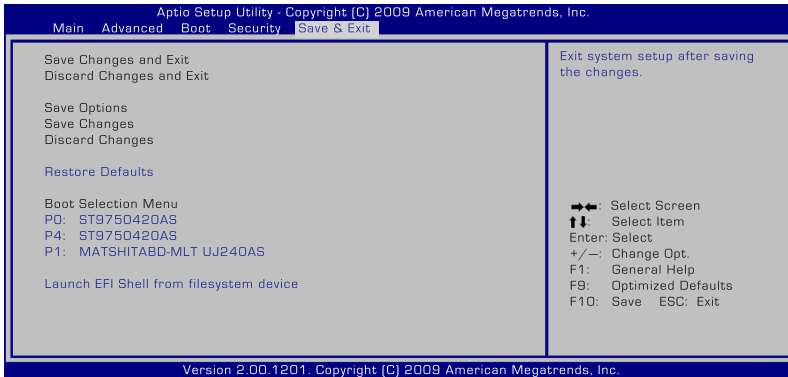 Aptio Setup Utility - Copyright (C) 2009 American Megatrends, Inc.
Main Advanced Boot Security Save & Exit
Save Changes and Exit
Discard Changes and Exit
Save Options
Save Changes
Discard Changes
Restore Defaults
Boot Selection Menu
P0: ST9750420AS
P4: ST9750420AS
P1: MATSHITABD-MLT UJ240AS
Launch EFI Shell from filesystem device
Exit system setup after saving
the changes.
➡⬅: Select Screen
⬆⬇: Select Item
Enter: Select
+/—: Change Opt.
F1: General Help
F9: Optimized Defaults
F10: Save ESC: Exit
Version 2.00.1201. Copyright (C) 2009 American Megatrends, Inc.